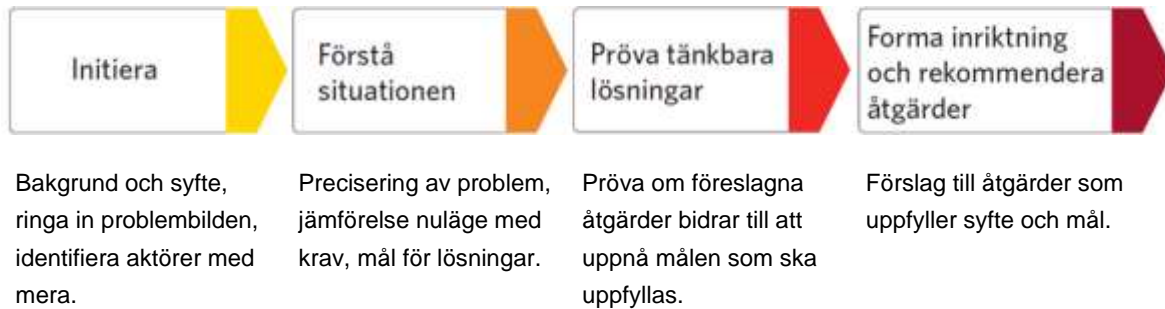 Initiera
Förstå
situationen
Pröva tänkbara
lösningar
Forma inriktning
och rekommendera
åtgärder
Bakgrund och syfte,
ringa in problembilden,
identifiera aktörer med
mera.
Precisering av problem,
jämförelse nuläge med
krav, mål för lösningar.
Pröva om föreslagna
åtgärder bidrar till att
uppnå målen som ska
uppfyllas.
Förslag till åtgärder som
uppfyller syfte och mål.